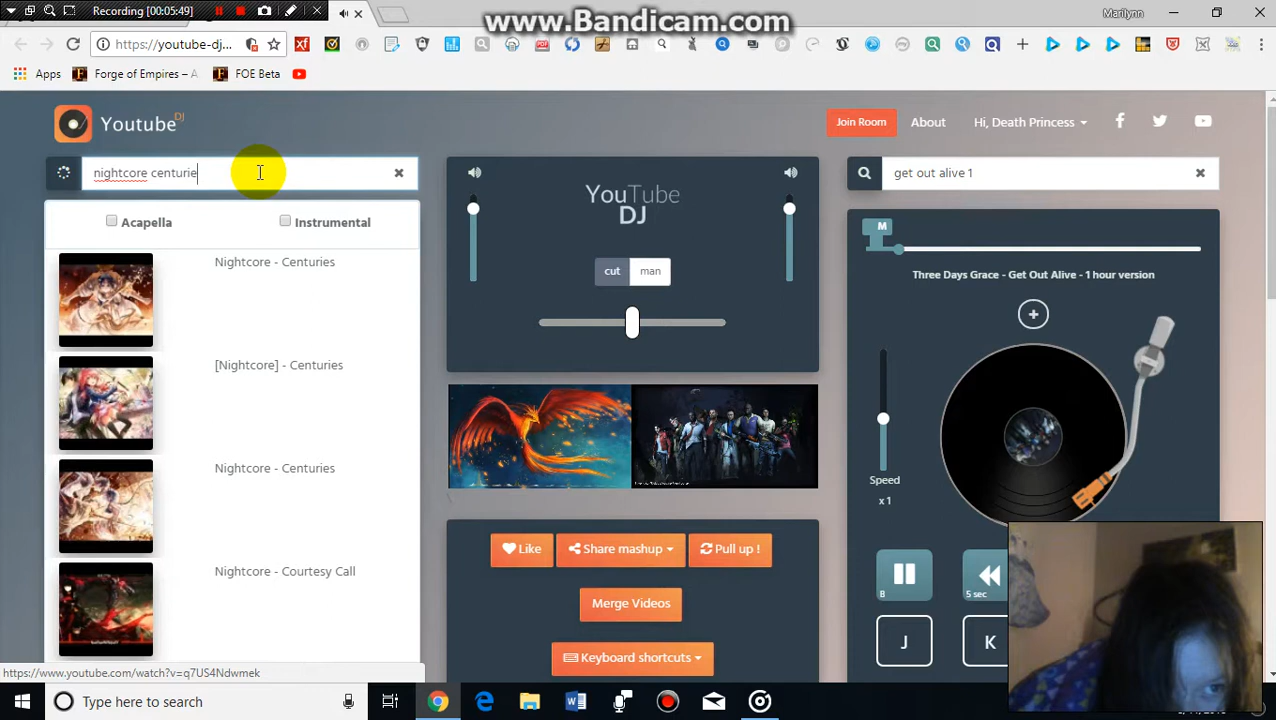 Recording [00:05:49]
www.Bandicam.com
Marilynn
https://youtube-dj...
Apps
Forge of Empires – A
FOE Beta
Youtube DJ
Join Room
About
Hi, Death Princess
nightcore centurie
get out alive 1
Acapella
Instrumental
Nightcore - Centuries
[Nightcore] - Centuries
Nightcore - Centuries
Nightcore - Courtesy Call
YouTube
DJ
cut
man
Like
Share mashup
Pull up !
Merge Videos
Keyboard shortcuts
M
Three Days Grace - Get Out Alive - 1 hour version
Speed
x 1
B
5 sec
J
K
https://www.youtube.com/watch?v=q7US4Ndwmek
Type here to search